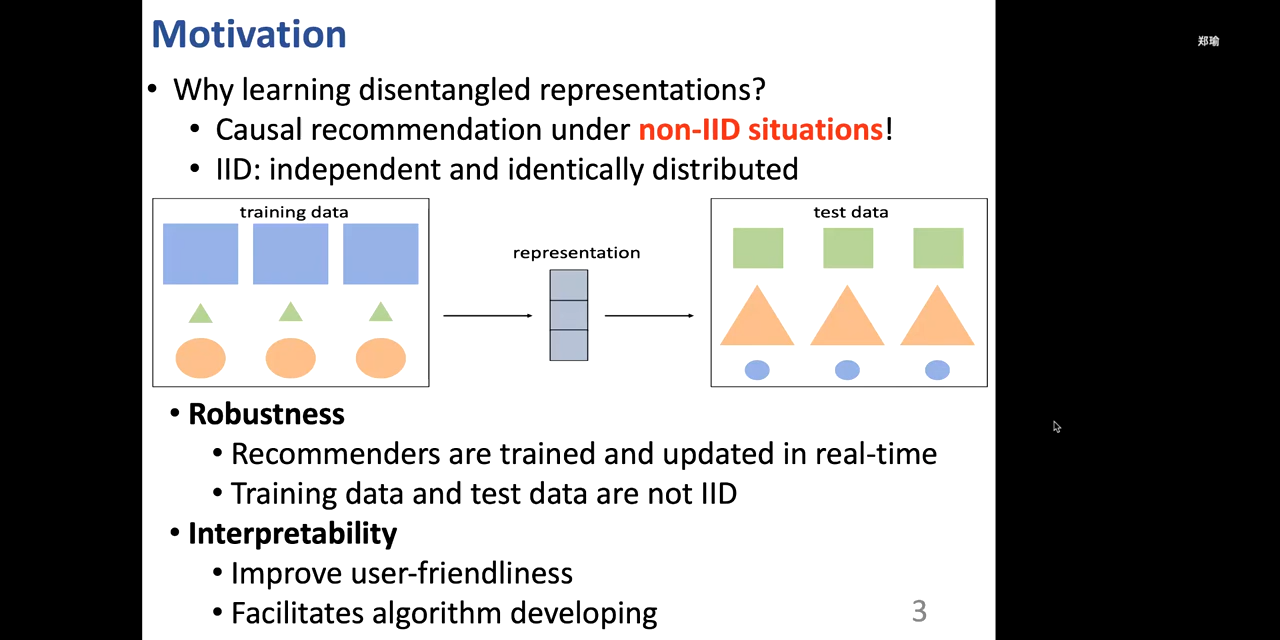 Motivation
郑瑜
• Why learning disentangled representations?
• Causal recommendation under non-IID situations!
• IID: independent and identically distributed
training data
representation
test data
• Robustness
• Recommenders are trained and updated in real-time
• Training data and test data are not IID
• Interpretability
• Improve user-friendliness
• Facilitates algorithm developing
3